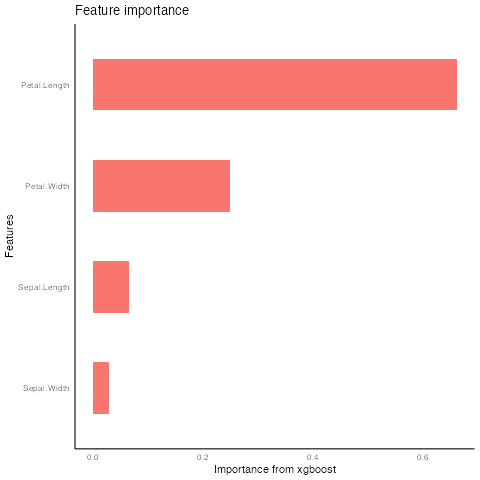 Feature importance
Features
Petal.Length
Petal.Width
Sepal.Length
Sepal.Width
0.0 0.2 0.4 0.6
Importance from xgboost